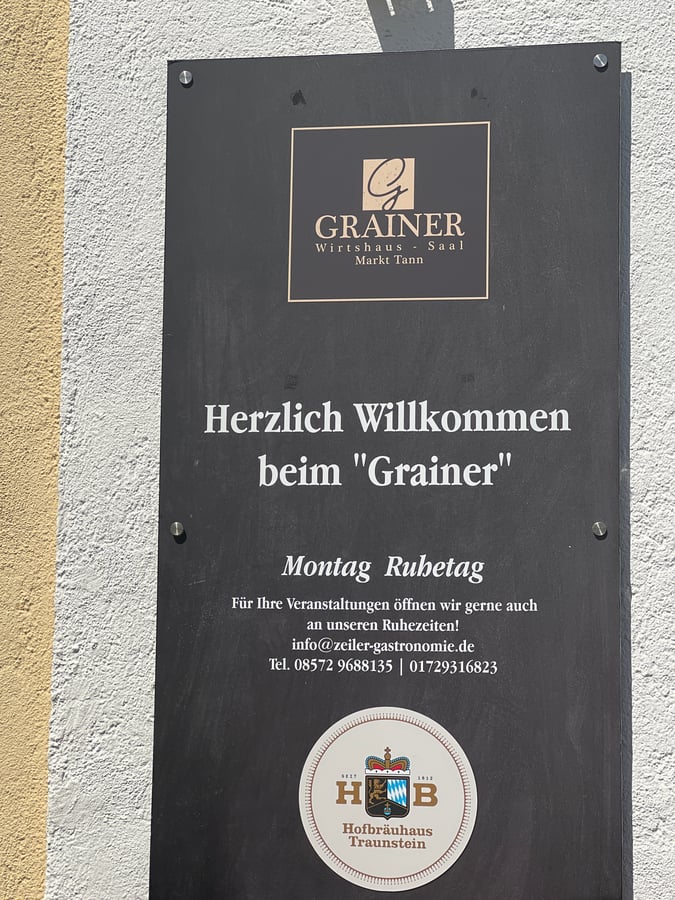 G
GRAINER
Wirtshaus - Saal
Markt Tann
Herzlich Willkommen
beim "Grainer"
Montag Ruhetag
Für Ihre Veranstaltungen öffnen wir gerne auch
an unseren Ruhezeiten!
info@zeiler-gastronomie.de
Tel. 08572 9688135 | 01729316823
SEIT 1612
H B
Hofbräuhaus
Traunstein